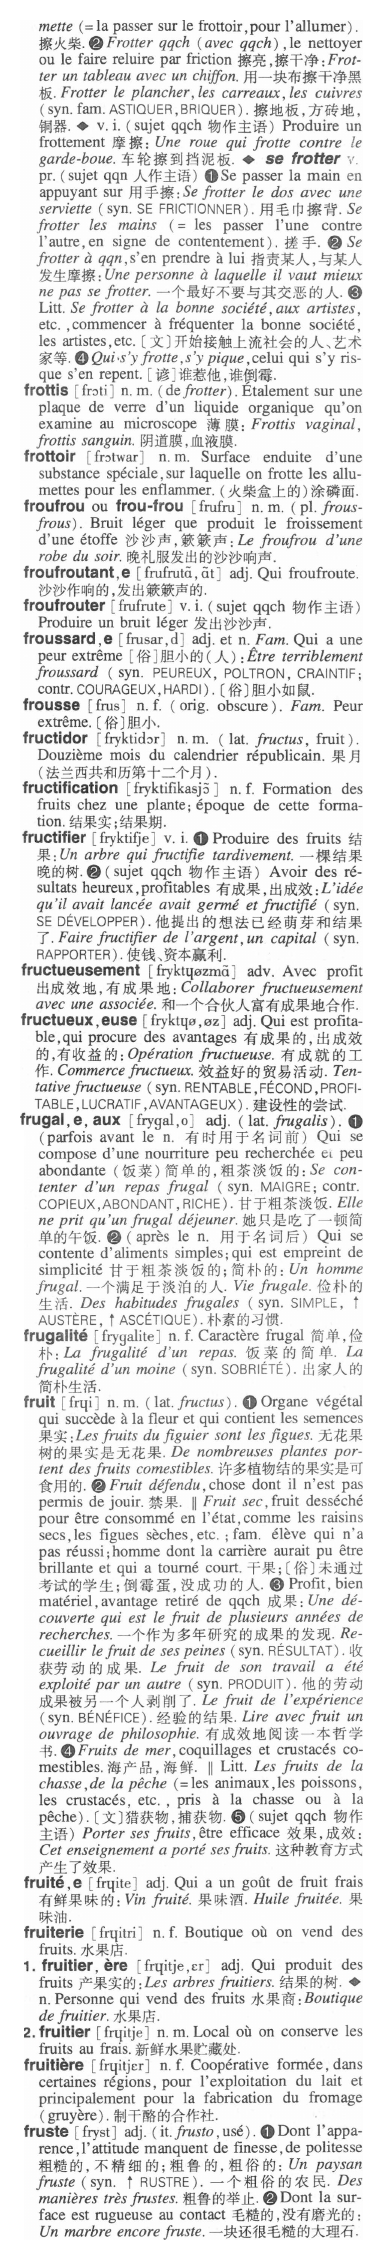 mette (=la passer sur le frottoir, pour l'allumer).
擦火柴. ❷ Frotter qqch (avec qqch), le nettoyer
ou le faire reluire par friction 擦亮,擦干净: Frot-
ter un tableau avec un chiffon. 用一块布擦干净黑
板. Frotter le plancher, les carreaux, les cuivres
(syn. fam. ASTIQUER, BRIQUER). 擦地板,方砖地,
铜器. ◆ v. i. (sujet qqch 物作主语) Produire un
frottement 摩擦: Une roue qui frotte contre le
garde-boue. 车轮擦到挡泥板. ◆ se frotter v.
pr. (sujet qqn 人作主语) ❶ Se passer la main en
appuyant sur 用手擦: Se frotter le dos avec une
serviette (syn. SE FRICTIONNER). 用毛巾擦背. Se
frotter les mains (= les passer l'une contre
l'autre, en signe de contentement). 搓手. ❷ Se
frotter à qqn, s'en prendre à lui 指责某人,与某人
发生摩擦: Une personne à laquelle il vaut mieux
ne pas se frotter. 一个最好不要与其交恶的人. ❸
Litt. Se frotter à la bonne société, aux artistes,
etc. , commencer à fréquenter la bonne société,
les artistes, etc. [文]开始接触上流社会的人、艺术
家等. ❹ Qui s'y frotte, s'y pique, celui qui s'y ris-
que s'en repent. [谚]谁惹他,谁倒霉.
frottis [frɔti] n. m. (de frotter). Étalement sur une
plaque de verre d'un liquide organique qu'on
examine au microscope 薄膜: Frottis vaginal,
frottis sanguin. 阴道膜,血液膜.
frottoir [frɔtwar] n. m. Surface enduite d'une
substance spéciale, sur laquelle on frotte les allu-
mettes pour les enflammer. (火柴盒上的)涂磷面.
froufrou ou frou-frou [frufru] n. m. (pl. frous-
frous). Bruit léger que produit le froissement
d'une étoffe 沙沙声,簌簌声: Le froufrou d'une
robe du soir. 晚礼服发出的沙沙响声.
froufroutant, e [frufrutɑ̃, ɑ̃t] adj. Qui froufroute.
沙沙作响的,发出簌簌声的.
froufrouter [frufrute] v. i. (sujet qqch 物作主语)
Produire un bruit léger 发出沙沙声.
froussard, e [frusar, d] adj. et n. Fam. Qui a une
peur extrême [俗]胆小的(人): Être terriblement
froussard (syn. PEUREUX, POLTRON, CRAINTIF;
contr. COURAGEUX, HARDI). [俗]胆小如鼠.
frousse [frus] n. f. (orig. obscure). Fam. Peur
extrême. [俗]胆小.
fructidor [fryktidɔr] n. m. (lat. fructus, fruit).
Douzième mois du calendrier républicain. 果月
(法兰西共和历第十二个月).
fructification [fryktifikasjɔ̃] n. f. Formation des
fruits chez une plante; époque de cette forma-
tion. 结果实;结果期.
fructifier [fryktifje] v. i. ❶ Produire des fruits 结
果: Un arbre qui fructifie tardivement. 一棵结果
晚的树. ❷ (sujet qqch 物作主语) Avoir des ré-
sultats heureux, profitables 有成果,出成效: L'idée
qu'il avait lancée avait germé et fructifié (syn.
SE DÉVELOPPER). 他提出的想法已经萌芽和结果
了. Faire fructifier de l'argent, un capital (syn.
RAPPORTER). 使钱、资本赢利.
fructueusement [fryktɥøzmɑ̃] adv. Avec profit
出成效地,有成果地: Collaborer fructueusement
avec une associée. 和一个合伙人富有成果地合作.
fructueux, euse [fryktɥø, øz] adj. Qui est profita-
ble, qui procure des avantages 有成果的,出成效
的,有收益的: Opération fructueuse. 有成就的工
作. Commerce fructueux. 效益好的贸易活动. Ten-
tative fructueuse (syn. RENTABLE, FÉCOND, PROFI-
TABLE, LUCRATIF, AVANTAGEUX). 建设性的尝试.
frugal, e, aux [frygal, o] adj. (lat. frugalis). ❶
(parfois avant le n. 有时用于名词前) Qui se
compose d'une nourriture peu recherchée et peu
abondante (饭菜)简单的,粗茶淡饭的: Se con-
tenter d'un repas frugal (syn. MAIGRE; contr.
COPIEUX, ABONDANT, RICHE). 甘于粗茶淡饭. Elle
ne prit qu'un frugal déjeuner. 她只是吃了一顿简
单的午饭. ❷ (après le n. 用于名词后) Qui se
contente d'aliments simples; qui est empreint de
simplicité 甘于粗茶淡饭的; 简朴的: Un homme
frugal. 一个满足于淡泊的人. Vie frugale. 俭朴的
生活. Des habitudes frugales (syn. SIMPLE, ↑
AUSTÈRE, ↑ ASCÉTIQUE). 朴素的习惯.
frugalité [frygalite] n. f. Caractère frugal 简单,俭
朴: La frugalité d'un repas. 饭菜的简单. La
frugalité d'un moine (syn. SOBRIÉTÉ). 出家人的
简朴生活.
fruit [frɥi] n. m. (lat. fructus). ❶ Organe végétal
qui succède à la fleur et qui contient les semences
果实: Les fruits du figuier sont les figues. 无花果
树的果实是无花果. De nombreuses plantes por-
tent des fruits comestibles. 许多植物结的果实是可
食用的. ❷ Fruit défendu, chose dont il n'est pas
permis de jouir. 禁果. ‖ Fruit sec, fruit desséché
pour être consommé en l'état, comme les raisins
secs, les figues sèches, etc. ; fam. élève qui n'a
pas réussi; homme dont la carrière aurait pu être
brillante et qui a tourné court. 干果;[俗]未通过
考试的学生;倒霉蛋,没成功的人. ❸ Profit, bien
matériel, avantage retiré de qqch 成果: Une dé-
couverte qui est le fruit de plusieurs années de
recherches. 一个作为多年研究的成果的发现. Re-
cueillir le fruit de ses peines (syn. RÉSULTAT). 收
获劳动的成果. Le fruit de son travail a été
exploité par un autre (syn. PRODUIT). 他的劳动
成果被另一个人剥削了. Le fruit de l'expérience
(syn. BÉNÉFICE). 经验的结果. Lire avec fruit un
ouvrage de philosophie. 有成效地阅读一本哲学
书. ❹ Fruits de mer, coquillages et crustacés co-
mestibles. 海产品,海鲜. ‖ Litt. Les fruits de la
chasse, de la pêche (=les animaux, les poissons,
les crustacés, etc. , pris à la chasse ou à la
pêche). [文]猎获物,捕获物. ❺ (sujet qqch 物作
主语) Porter ses fruits, être efficace 效果,成效:
Cet enseignement a porté ses fruits. 这种教育方式
产生了效果.
fruité, e [frɥite] adj. Qui a un goût de fruit frais
有鲜果味的: Vin fruité. 果味酒. Huile fruitée. 果
味油.
fruiterie [frɥitri] n. f. Boutique où on vend des
fruits. 水果店.
1. fruitier, ère [frɥitje, ɛr] adj. Qui produit des
fruits 产果实的: Les arbres fruitiers. 结果的树. ◆
n. Personne qui vend des fruits 水果商: Boutique
de fruitier. 水果店.
2. fruitier [frɥitje] n. m. Local où on conserve les
fruits au frais. 新鲜水果贮藏处.
fruitière [frɥitjɛr] n. f. Coopérative formée, dans
certaines régions, pour l'exploitation du lait et
principalement pour la fabrication du fromage
(gruyère). 制干酪的合作社.
fruste [fryst] adj. (it. frusto, usé). ❶ Dont l'appa-
rence, l'attitude manquent de finesse, de politesse
粗糙的, 不精细的; 粗鲁的, 粗俗的: Un paysan
fruste (syn. ↑ RUSTRE). 一个粗俗的农民. Des
manières très frustes. 粗鲁的举止. ❷ Dont la sur-
face est rugueuse au contact 毛糙的,没有磨光的:
Un marbre encore fruste. 一块还很毛糙的大理石.